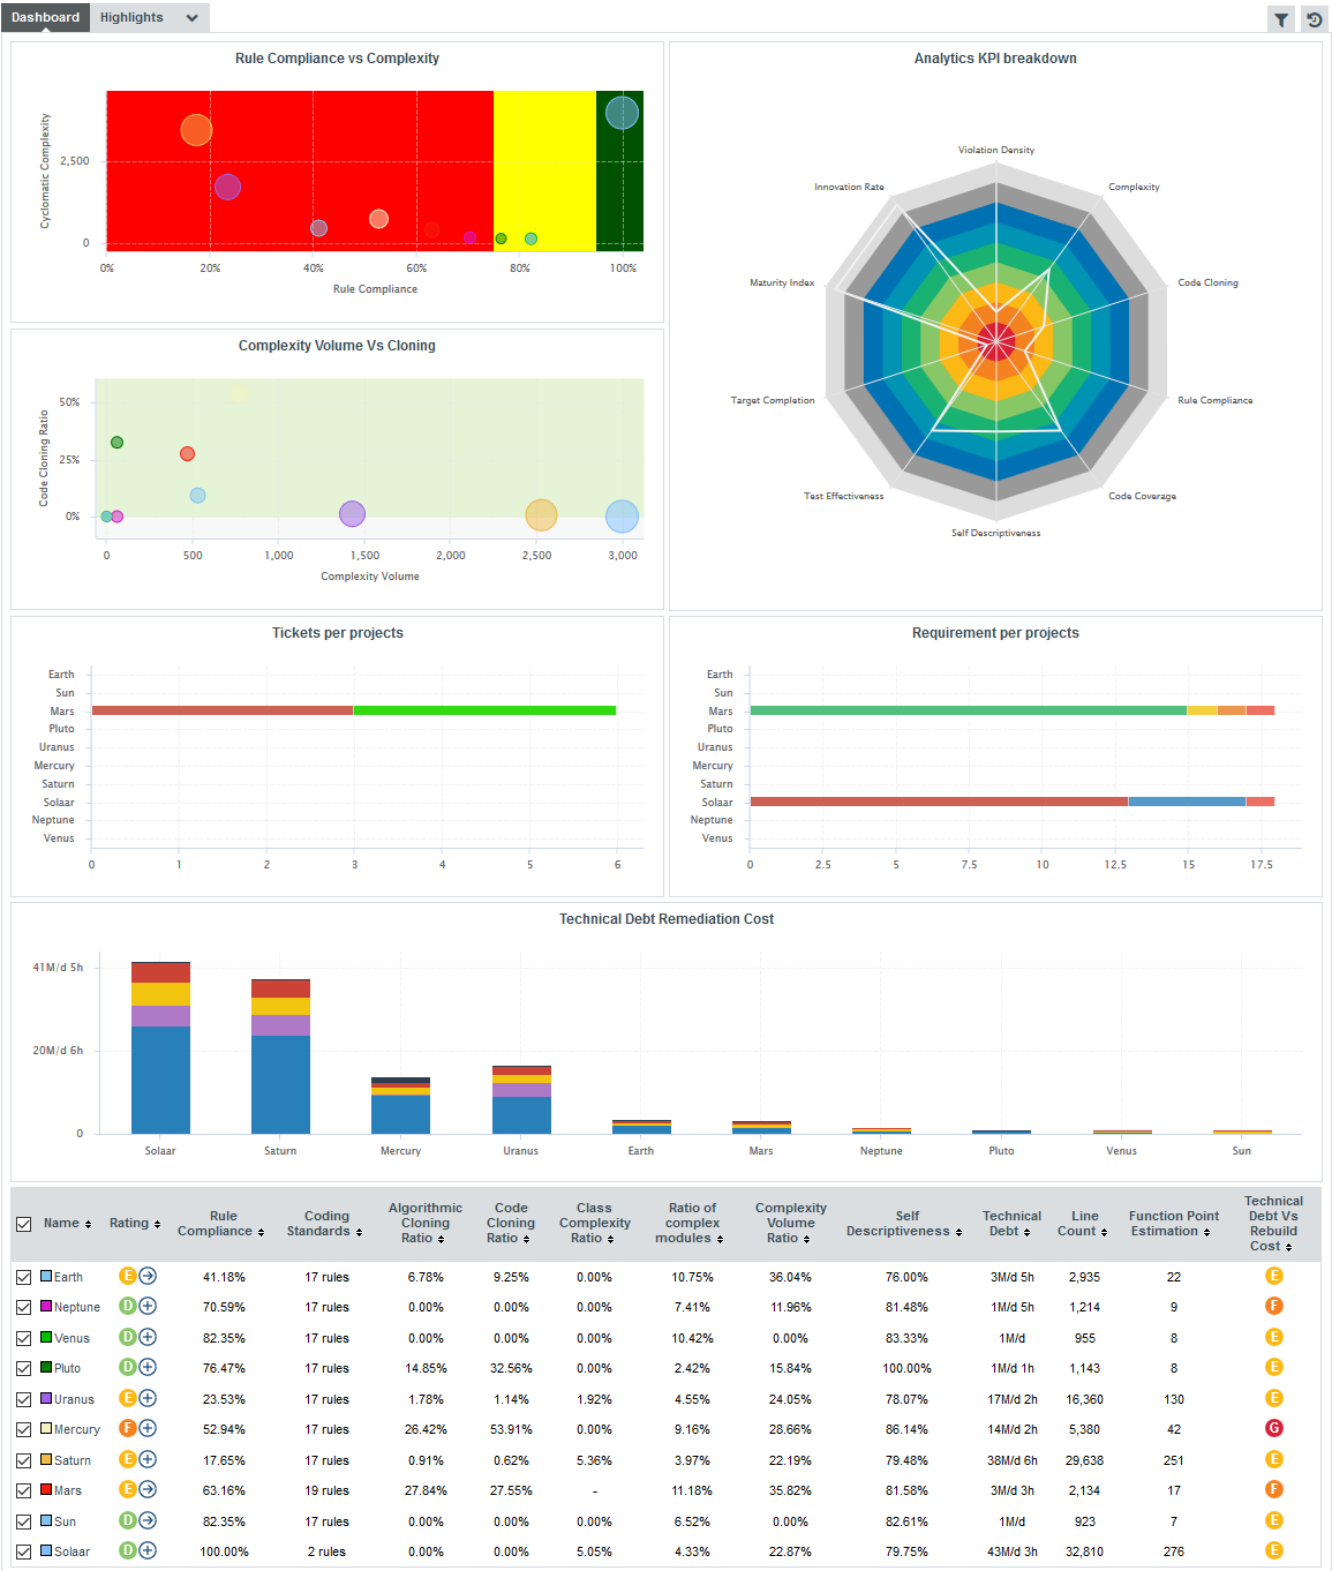 Dashboard Highlights
Rule Compliance vs Complexity
Cyclomatic Complexity
2,500
0
0% 20% 40% 60% 80% 100%
Rule Compliance
Analytics KPI breakdown
Violation Density
Innovation Rate
Complexity
Maturity Index
Code Cloning
Target Completion
Rule Compliance
Test Effectiveness
Code Coverage
Self Descriptiveness
Complexity Volume Vs Cloning
Code Cloning Ratio
50%
25%
0%
0 500 1,000 1,500 2,000 2,500 3,000
Complexity Volume
Tickets per projects
Earth
Sun
Mars
Pluto
Uranus
Mercury
Saturn
Solaar
Neptune
Venus
0 1 2 3 4 5 6
Requirement per projects
Earth
Sun
Mars
Pluto
Uranus
Mercury
Saturn
Solaar
Neptune
Venus
0 2.5 5 7.5 10 12.5 15 17.5
Technical Debt Remediation Cost
41M/d 5h
20M/d 6h
0
Solaar Saturn Mercury Uranus Earth Mars Neptune Pluto Venus Sun
Name Rating Rule Compliance Coding Standards Algorithmic Cloning Ratio Code Cloning Ratio Class Complexity Ratio Ratio of complex modules Complexity Volume Ratio Self Descriptiveness Technical Debt Line Count Function Point Estimation Technical Debt Vs Rebuild Cost
Earth E 41.18% 17 rules 6.78% 9.25% 0.00% 10.75% 36.04% 76.00% 3M/d 5h 2,935 22 E
Neptune D 70.59% 17 rules 0.00% 0.00% 0.00% 7.41% 11.96% 81.48% 1M/d 5h 1,214 9 F
Venus D 82.35% 17 rules 0.00% 0.00% 0.00% 10.42% 0.00% 83.33% 1M/d 955 8 E
Pluto D 76.47% 17 rules 14.85% 32.56% 0.00% 2.42% 15.84% 100.00% 1M/d 1h 1,143 8 E
Uranus E 23.53% 17 rules 1.78% 1.14% 1.92% 4.55% 24.05% 78.07% 17M/d 2h 16,360 130 E
Mercury F 52.94% 17 rules 26.42% 53.91% 0.00% 9.16% 28.66% 86.14% 14M/d 2h 5,380 42 G
Saturn E 17.65% 17 rules 0.91% 0.62% 5.36% 3.97% 22.19% 79.48% 38M/d 6h 29,638 251 E
Mars E 63.16% 19 rules 27.84% 27.55% - 11.18% 35.82% 81.58% 3M/d 3h 2,134 17 F
Sun D 82.35% 17 rules 0.00% 0.00% 0.00% 6.52% 0.00% 82.61% 1M/d 923 7 E
Solaar D 100.00% 2 rules 0.00% 0.00% 5.05% 4.33% 22.87% 79.75% 43M/d 3h 32,810 276 E